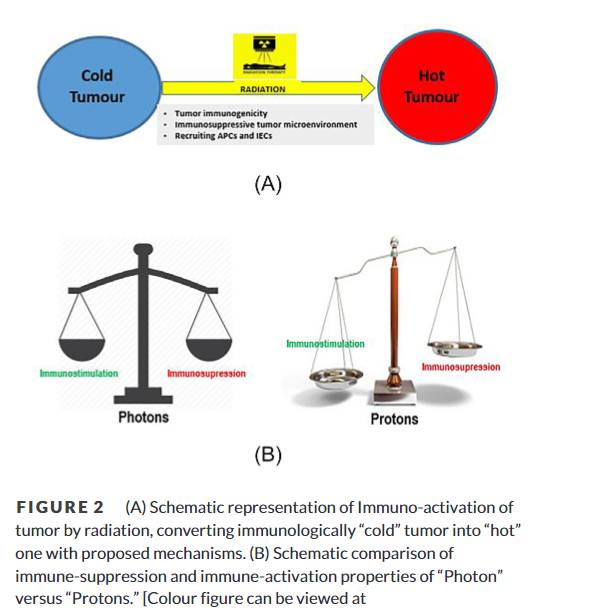 Cold
Tumour
RADIATION THERAPY
RADIATION
Hot
Tumour
• Tumor immunogenicity
• Immunosuppressive tumor microenvironment
• Recruiting APCs and IECs
(A)
Immunostimulation
Immunosupression
Photons
Immunostimulation
Immunosupression
Protons
(B)
FIGURE 2 (A) Schematic representation of Immuno-activation of
tumor by radiation, converting immunologically “cold” tumor into “hot”
one with proposed mechanisms. (B) Schematic comparison of
immune-suppression and immune-activation properties of “Photon”
versus “Protons.” [Colour figure can be viewed at